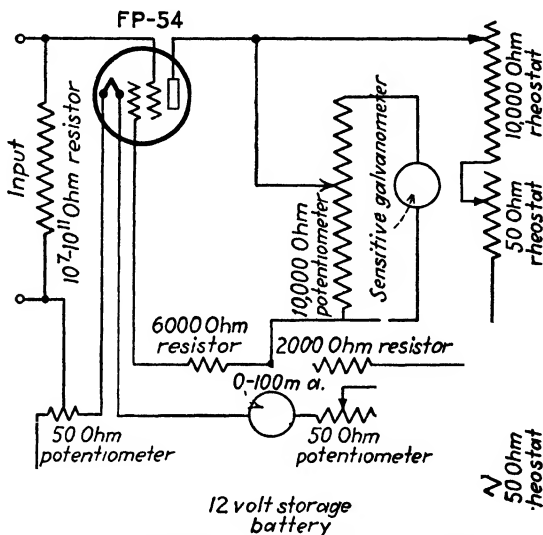 FP-54
Input
10⁷-10¹¹ Ohm resistor
10,000 Ohm
potentiometer
Sensitive galvanometer
10,000 Ohm
rheostat
50 Ohm
rheostat
6000 Ohm
resistor
2000 Ohm resistor
0-100 m a.
50 Ohm
potentiometer
50 Ohm
potentiometer
50 Ohm
heostat
12 volt storage
battery